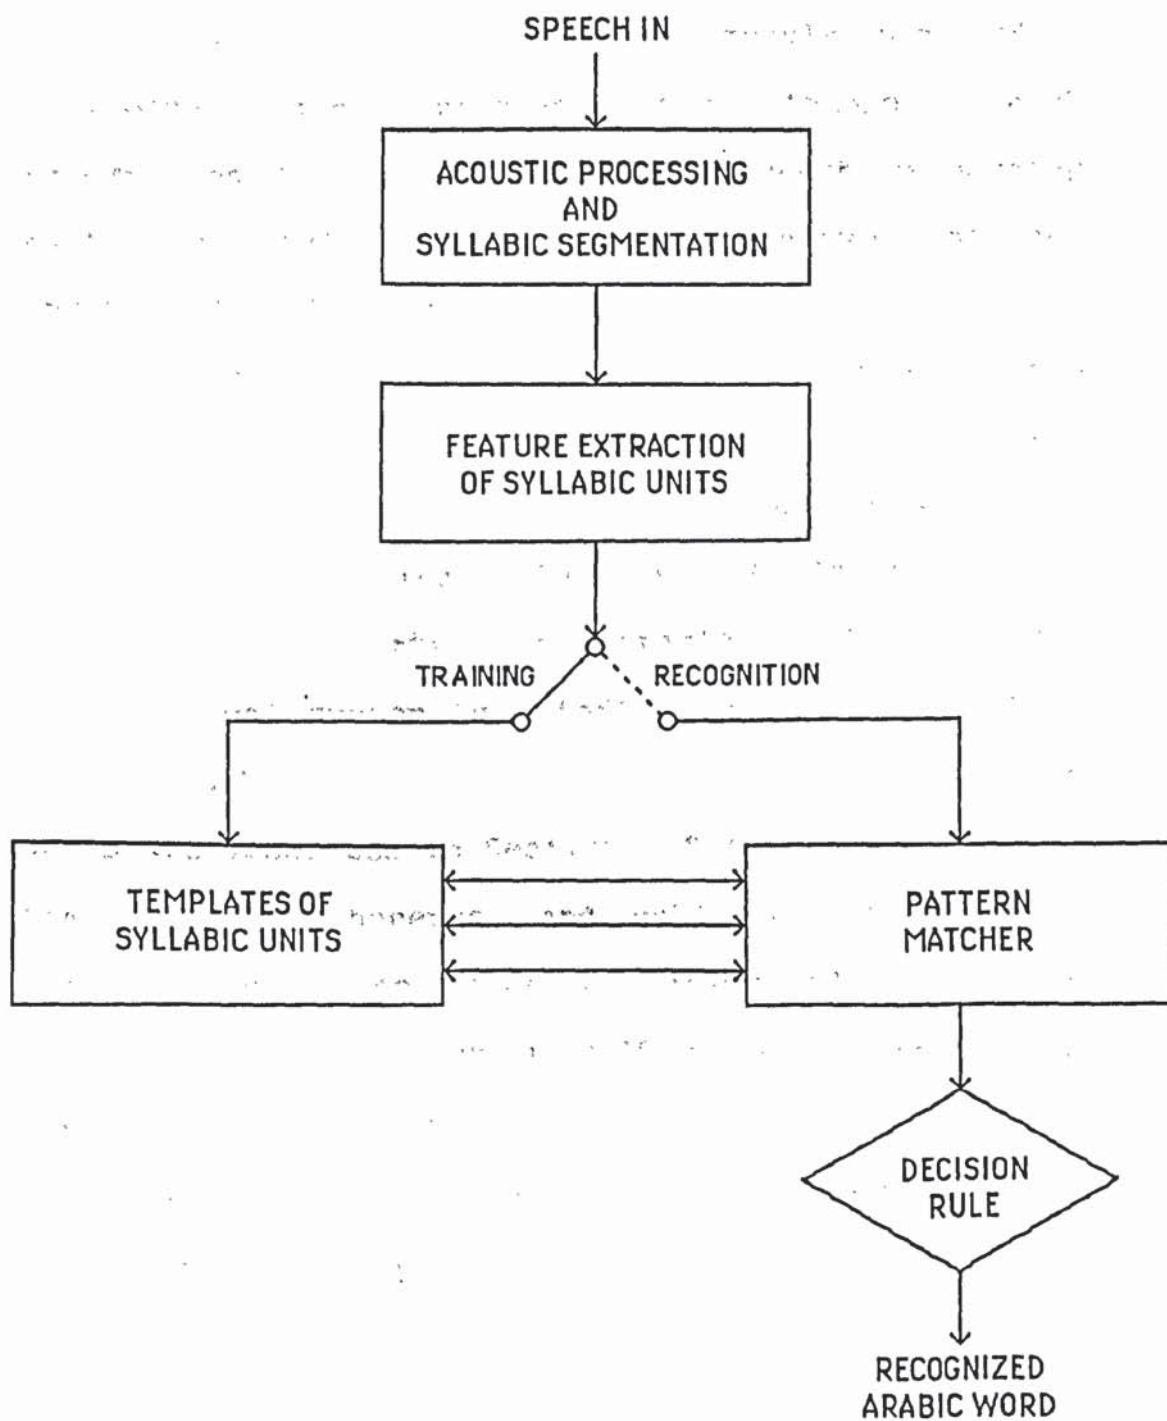 SPEECH IN
ACOUSTIC PROCESSING
AND
SYLLABIC SEGMENTATION
FEATURE EXTRACTION
OF SYLLABIC UNITS
TRAINING
RECOGNITION
TEMPLATES OF
SYLLABIC UNITS
PATTERN
MATCHER
DECISION
RULE
RECOGNIZED
ARABIC WORD